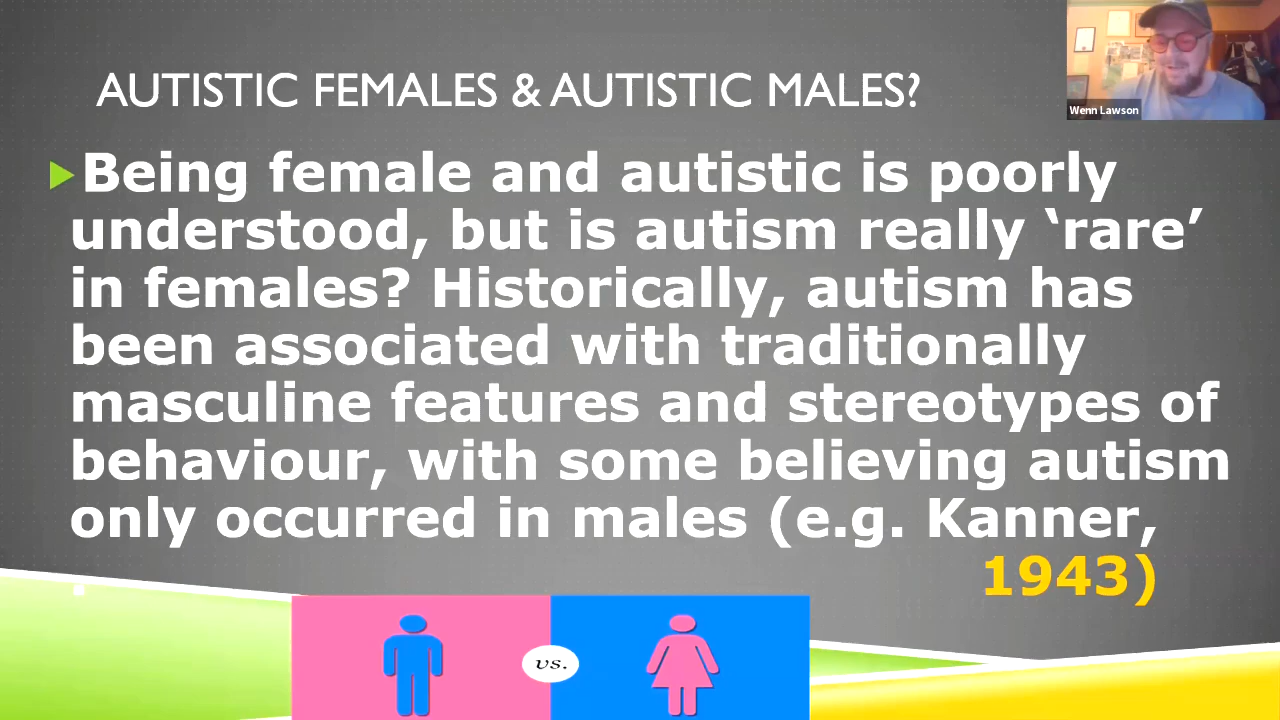 AUTISTIC FEMALES & AUTISTIC MALES?
Wenn Lawson
Being female and autistic is poorly
understood, but is autism really ‘rare’
in females? Historically, autism has
been associated with traditionally
masculine features and stereotypes of
behaviour, with some believing autism
only occurred in males (e.g. Kanner,
1943)
vs.